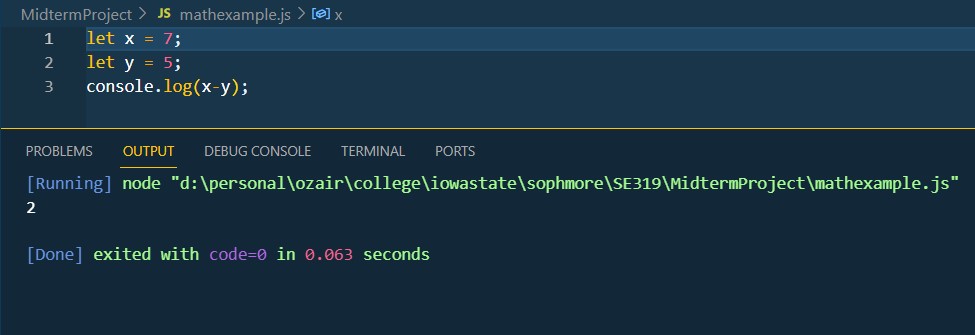 MidtermProject > JS mathexample.js > x
1 let x = 7;
2 let y = 5;
3 console.log(x-y);
PROBLEMS OUTPUT DEBUG CONSOLE TERMINAL PORTS
[Running] node "d:\personal\ozair\college\iowastate\sophmore\SE319\MidtermProject\mathexample.js"
2
[Done] exited with code=0 in 0.063 seconds